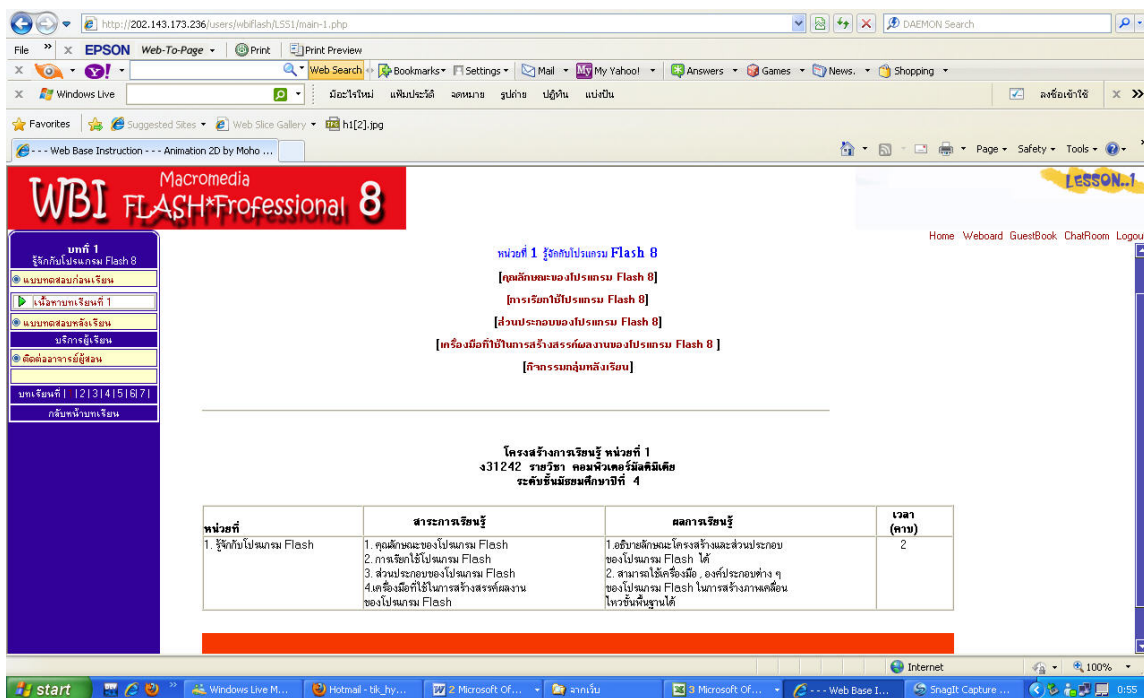 http://202.143.173.236/users/wbiflash/LS51/main-1.php
DAEMON Search
File » x EPSON Web-To-Page Print Print Preview
Web Search Bookmarks Settings Mail My Yahoo! Answers Games News. Shopping
Windows Live มีอะไรใหม่ แฟ้มประวัติ จดหมาย รูปถ่าย ปฏิทิน แบ่งปัน ลงชื่อเข้าใช้
Favorites Suggested Sites Web Slice Gallery h1[2].jpg
- - - Web Base Instruction - - - Animation 2D by Moho ... Page Safety Tools
WBI Macromedia
FLASH*Frofessional 8
LESSON..1
Home Weboard GuestBook ChatRoom Logou
บทที่ 1
รู้จักกับโปรแกรม Flash 8
แบบทดสอบก่อนเรียน
เนื้อหาบทเรียนที่ 1
แบบทดสอบหลังเรียน
บริการผู้เรียน
ติดต่ออาจารย์ผู้สอน
บทเรียนที่ | |2|3|4|5|6|7|
กลับหน้าบทเรียน
หน่วยที่ 1 รู้จักกับโปรแกรม Flash 8
[คุณลักษณะของโปรแกรม Flash 8]
[การเรียกใช้โปรแกรม Flash 8]
[ส่วนประกอบของโปรแกรม Flash 8]
[เครื่องมือที่ใช้ในการสร้างสรรค์ผลงานของโปรแกรม Flash 8 ]
[กิจกรรมกลุ่มหลังเรียน]
โครงสร้างการเรียนรู้ หน่วยที่ 1
ง31242 รายวิชา คอมพิวเตอร์มัลติมีเดีย
ระดับชั้นมัธยมศึกษาปีที่ 4
หน่วยที่ สาระการเรียนรู้ ผลการเรียนรู้ เวลา
(คาบ)
1. รู้จักกับโปรแกรม Flash
1. คุณลักษณะของโปรแกรม Flash
2. การเรียกใช้โปรแกรม Flash
3. ส่วนประกอบของโปรแกรม Flash
4.เครื่องมือที่ใช้ในการสร้างสรรค์ผลงาน
ของโปรแกรม Flash
1.อธิบายลักษณะโครงสร้างและส่วนประกอบ
ของโปรแกรม Flash ได้
2. สามารถใช้เครื่องมือ , องค์ประกอบต่าง ๆ
ของโปรแกรม Flash ในการสร้างภาพเคลื่อน
ไหวขั้นพื้นฐานได้
2
Internet 100%
start Windows Live M... Hotmail - tik_hy... 2 Microsoft Of... ลากเว็บ 3 Microsoft Of... - - - Web Base I... SnagIt Capture ... 0:55